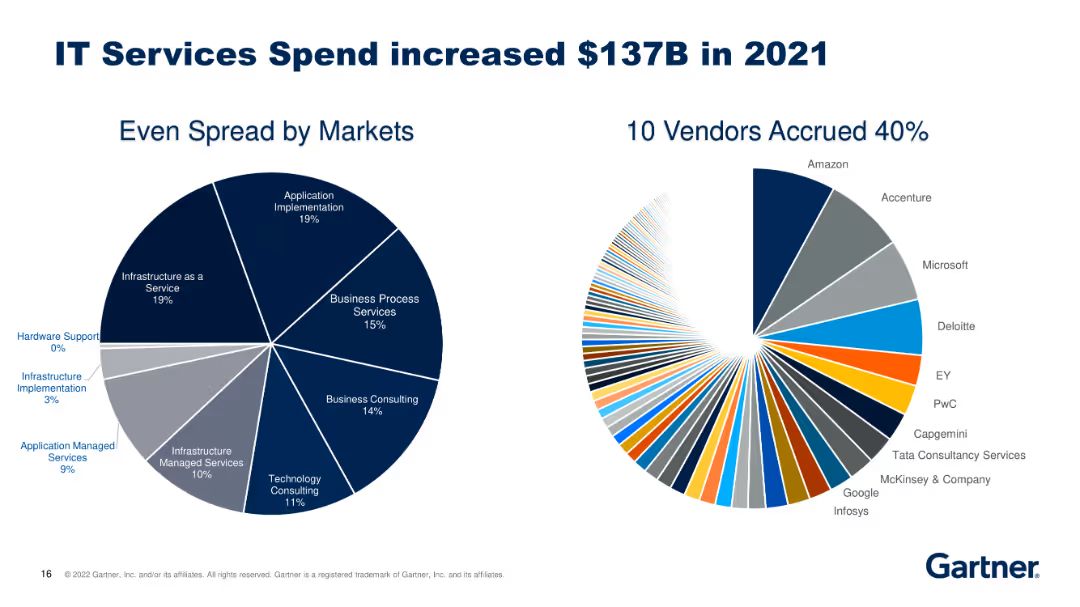 IT Services Spend increased $137B in 2021
Even Spread by Markets
Application
Implementation
19%
Business Process
Services
15%
Business Consulting
14%
Technology
Consulting
11%
Infrastructure
Managed Services
10%
Application Managed
Services
9%
Infrastructure
Implementation
3%
Hardware Support
0%
Infrastructure as a
Service
19%
10 Vendors Accrued 40%
Amazon
Accenture
Microsoft
Deloitte
EY
PwC
Capgemini
Tata Consultancy Services
McKinsey & Company
Google
Infosys
16 © 2022 Gartner, Inc. and/or its affiliates. All rights reserved. Gartner is a registered trademark of Gartner, Inc. and its affiliates.
Gartner®